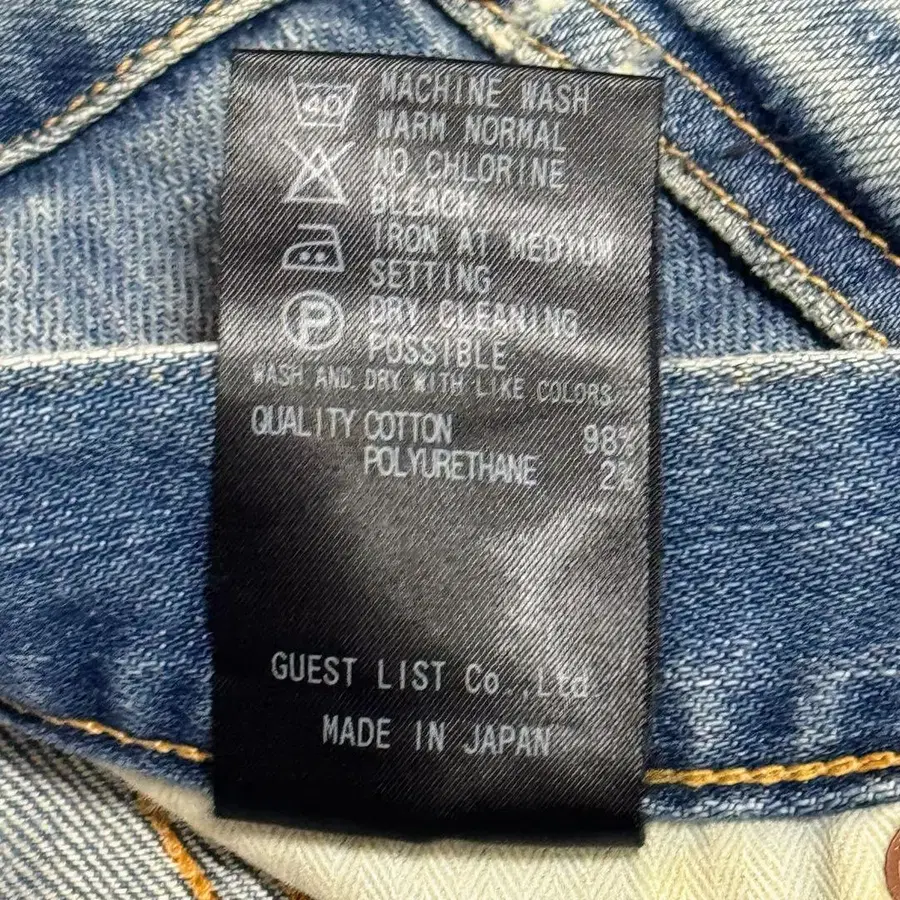 40 MACHINE WASH
WARM NORMAL
NO CHLORINE
BLEACH
IRON AT MEDIUM
SETTING
P DRY CLEANING
POSSIBLE
WASH AND DRY WITH LIKE COLORS
QUALITY COTTON 98%
POLYURETHANE 2%
GUEST LIST Co.,Ltd.
MADE IN JAPAN